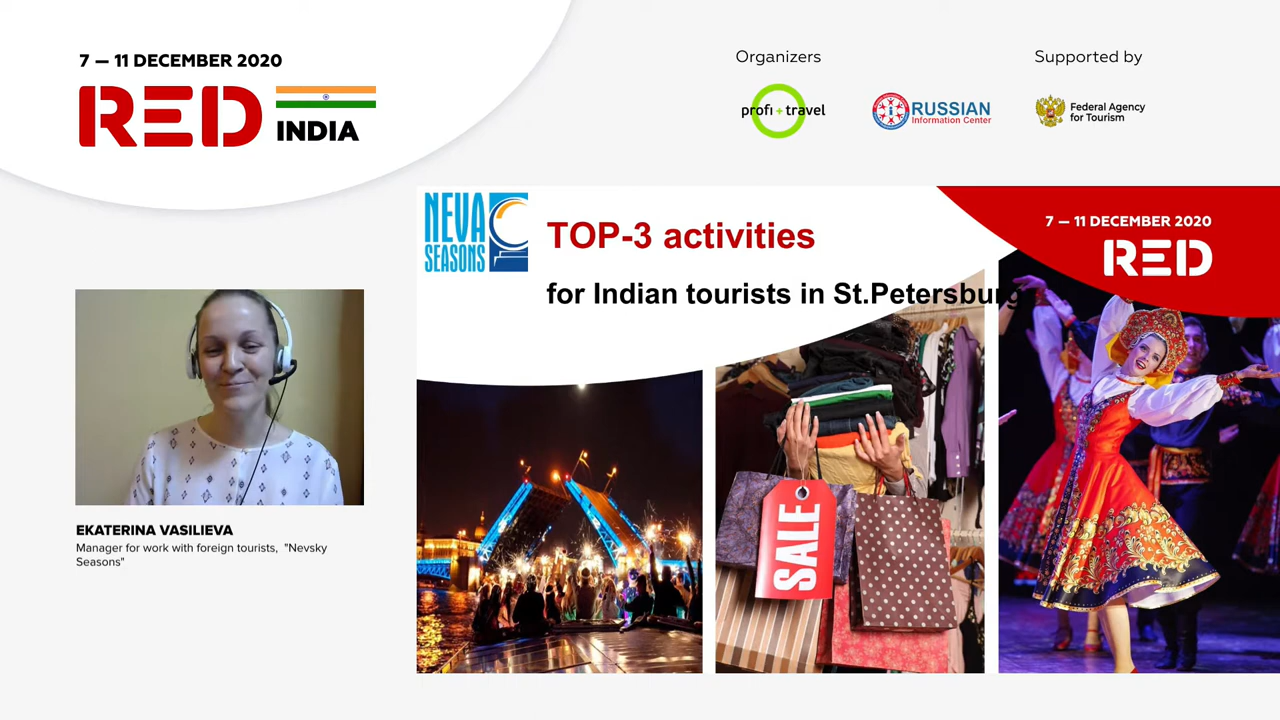 7 — 11 DECEMBER 2020
RED
INDIA
Organizers
profi + travel
RUSSIAN
Information Center
Supported by
Federal Agency
for Tourism
NEVA
SEASONS
TOP-3 activities
for Indian tourists in St.Petersburg
7 — 11 DECEMBER 2020
RED
SALE
EKATERINA VASILIEVA
Manager for work with foreign tourists, "Nevsky
Seasons"